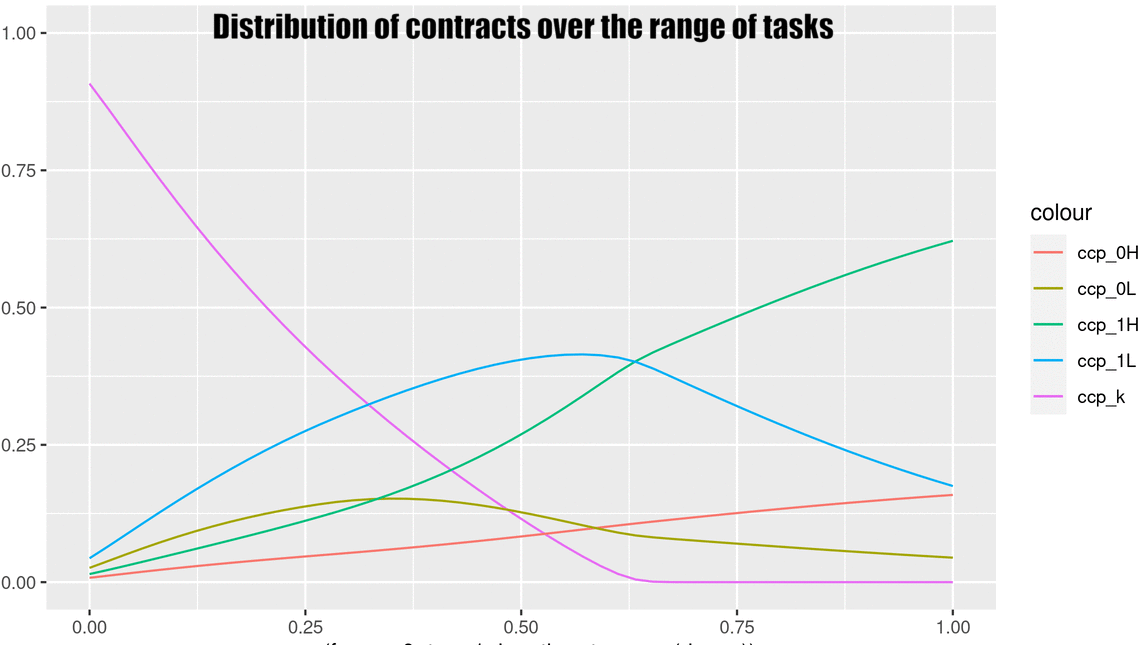 Distribution of contracts over the range of tasks
1.00
0.75
0.50
0.25
0.00
0.00 0.25 0.50 0.75 1.00
colour
ccp_0H
ccp_0L
ccp_1H
ccp_1L
ccp_k